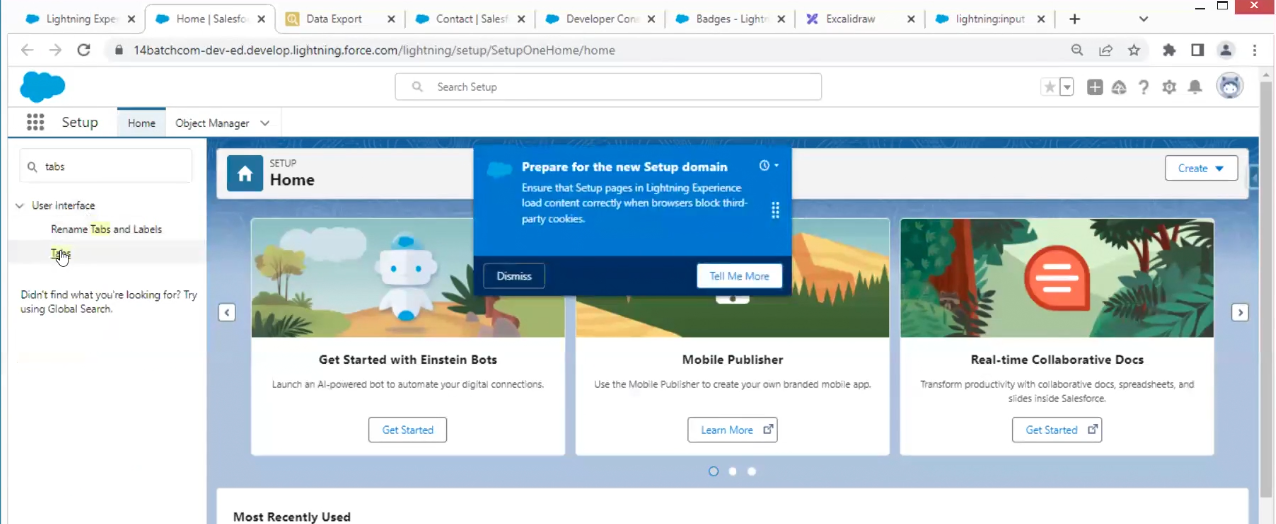 Lightning Expe
Home | Salesfo
Data Export
Contact | Salesf
Developer Con
Badges - Lightn
Excalidraw
lightning:input
14batchcom-dev-ed.develop.lightning.force.com/lightning/setup/SetupOneHome/home
Search Setup
Setup
Home
Object Manager
tabs
User interface
Rename Tabs and Labels
Tabs
Didn't find what you're looking for? Try
using Global Search.
SETUP
Home
Create
Prepare for the new Setup domain
Ensure that Setup pages in Lightning Experience
load content correctly when browsers block third-
party cookies.
Dismiss
Tell Me More
Get Started with Einstein Bots
Launch an AI-powered bot to automate your digital connections.
Get Started
Mobile Publisher
Use the Mobile Publisher to create your own branded mobile app.
Learn More
Real-time Collaborative Docs
Transform productivity with collaborative docs, spreadsheets, and
slides inside Salesforce.
Get Started
Most Recently Used